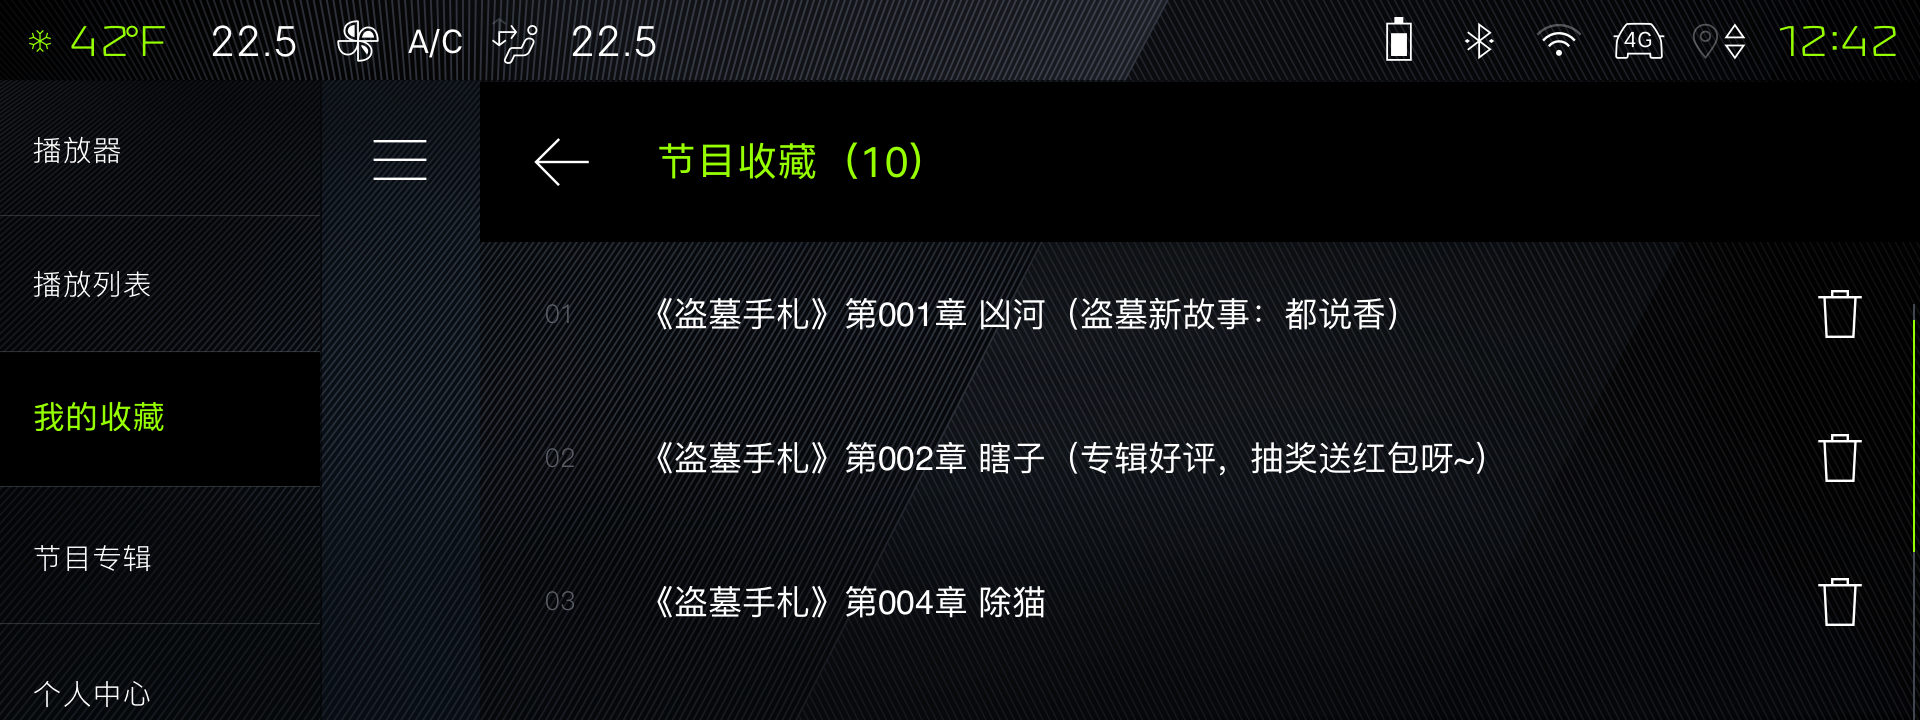 42°F 22.5 A/C 22.5 4G 12:42
播放器
播放列表
我的收藏
节目专辑
个人中心
节目收藏（10）
01 《盗墓手札》第001章 凶河（盗墓新故事：都说香）
02 《盗墓手札》第002章 瞎子（专辑好评，抽奖送红包呀~）
03 《盗墓手札》第004章 除猫